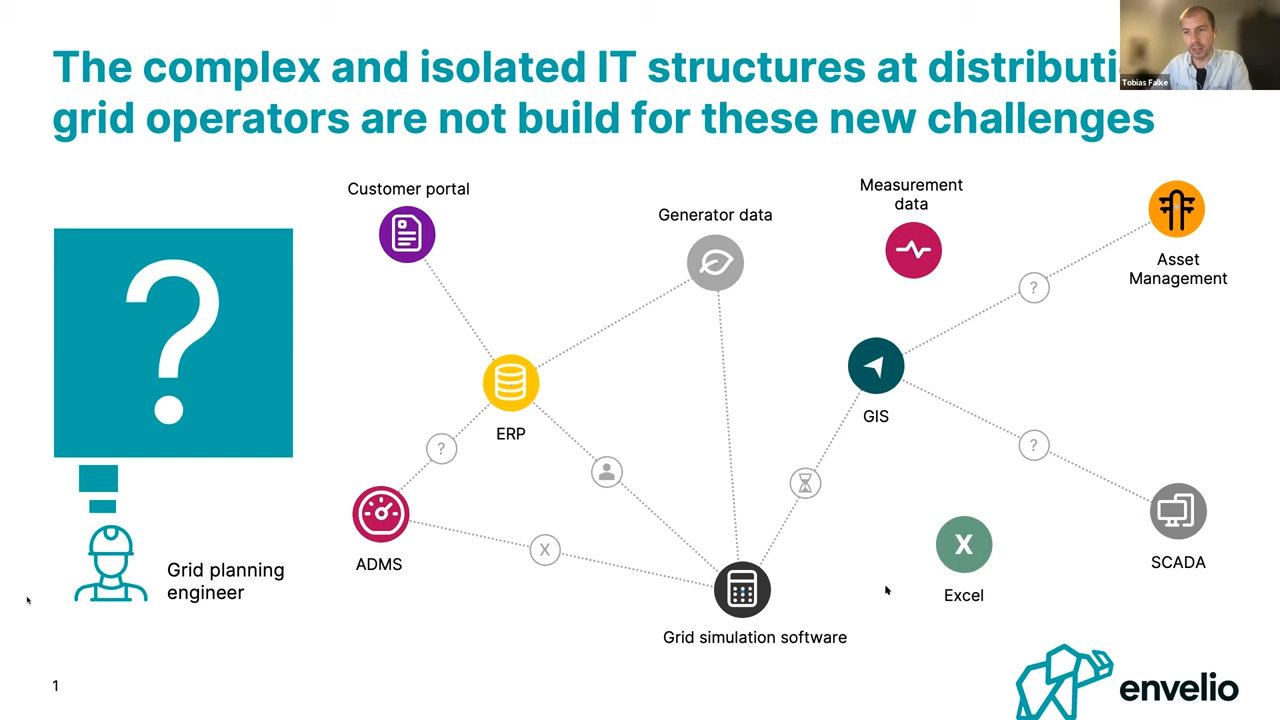 The complex and isolated IT structures at distributi
grid operators are not build for these new challenges
Tobias Falke
Customer portal
Generator data
Measurement
data
Asset
Management
?
?
ERP
GIS
?
?
ADMS
X
X
Excel
SCADA
Grid planning
engineer
Grid simulation software
1
envelio